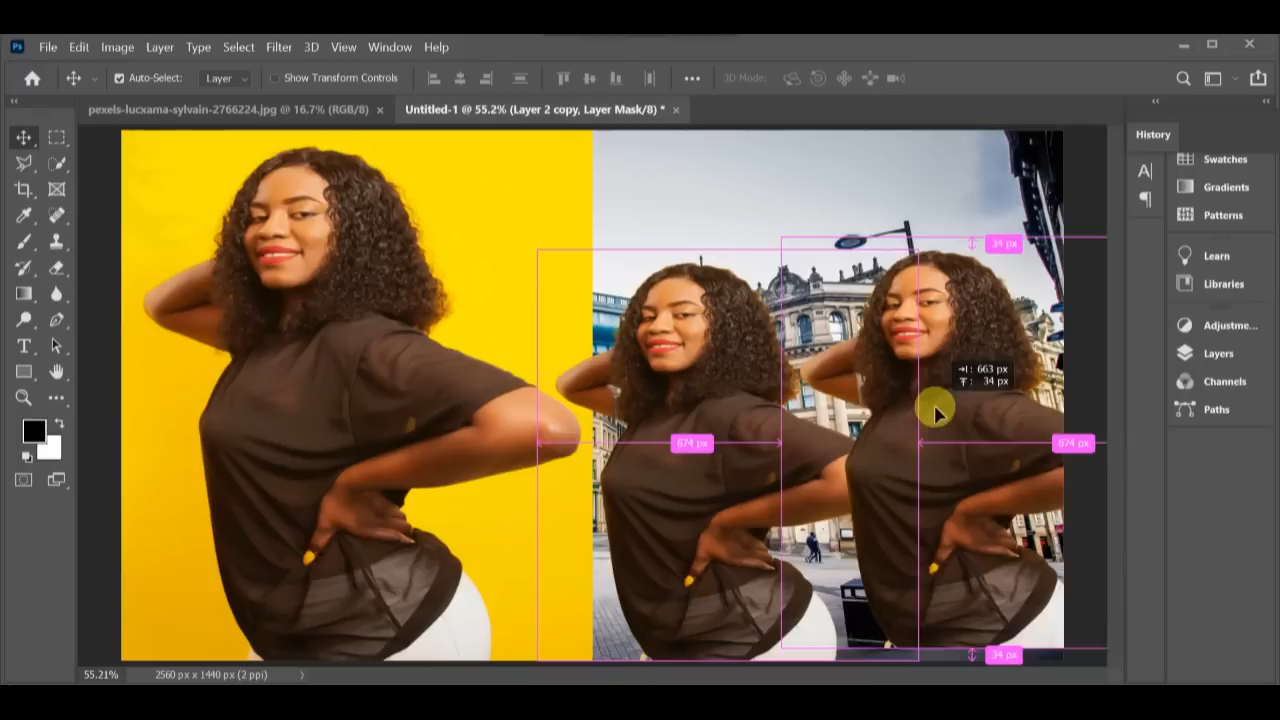 Ps File Edit Image Layer Type Select Filter 3D View Window Help
Auto-Select: Layer Show Transform Controls 3D Mode:
pexels-lucxama-sylvain-2766224.jpg @ 16.7% (RGB/8) × Untitled-1 @ 55.2% (Layer 2 copy, Layer Mask/8) * ×
History
Swatches
Gradients
Patterns
Learn
Libraries
Adjustme...
Layers
Channels
Paths
34 px
: 663 px
: 34 px
674 px 674 px
34 px
55.21% 2560 px x 1440 px (2 ppi)